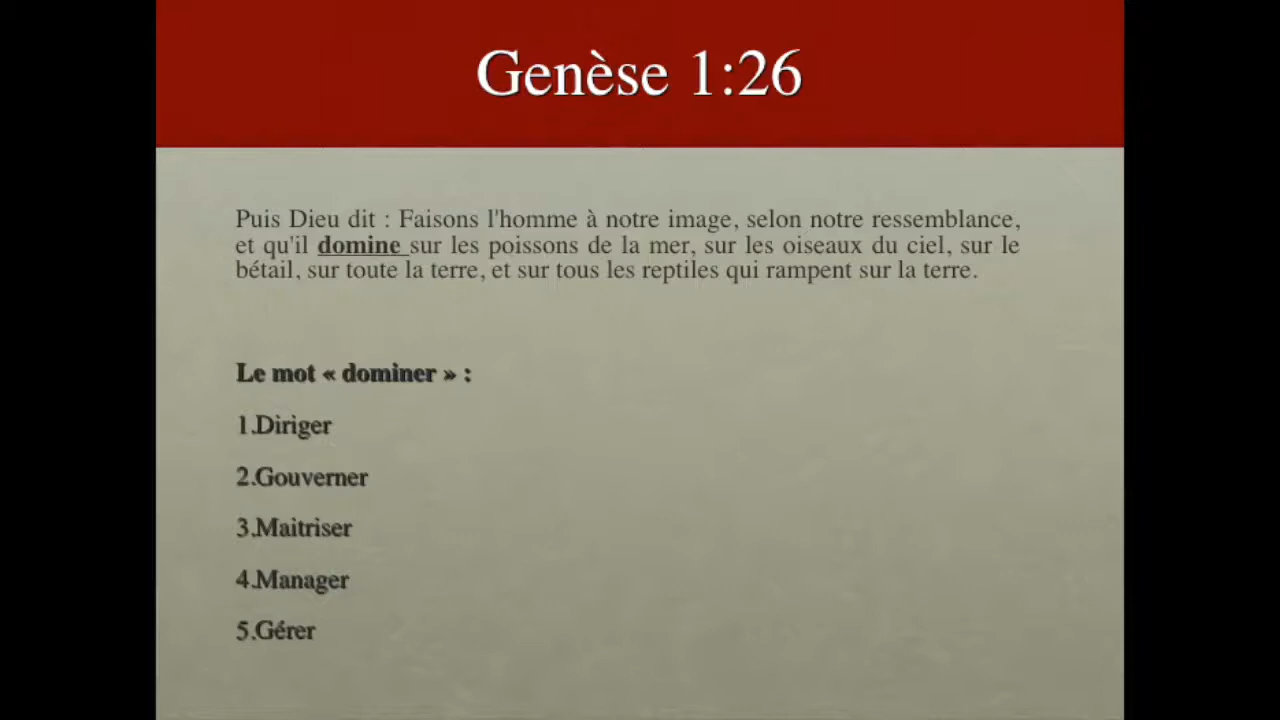 Genèse 1:26
Puis Dieu dit : Faisons l'homme à notre image, selon notre ressemblance,
et qu'il domine sur les poissons de la mer, sur les oiseaux du ciel, sur le
bétail, sur toute la terre, et sur tous les reptiles qui rampent sur la terre.
Le mot « dominer » :
1.Diriger
2.Gouverner
3.Maitriser
4.Manager
5.Gérer